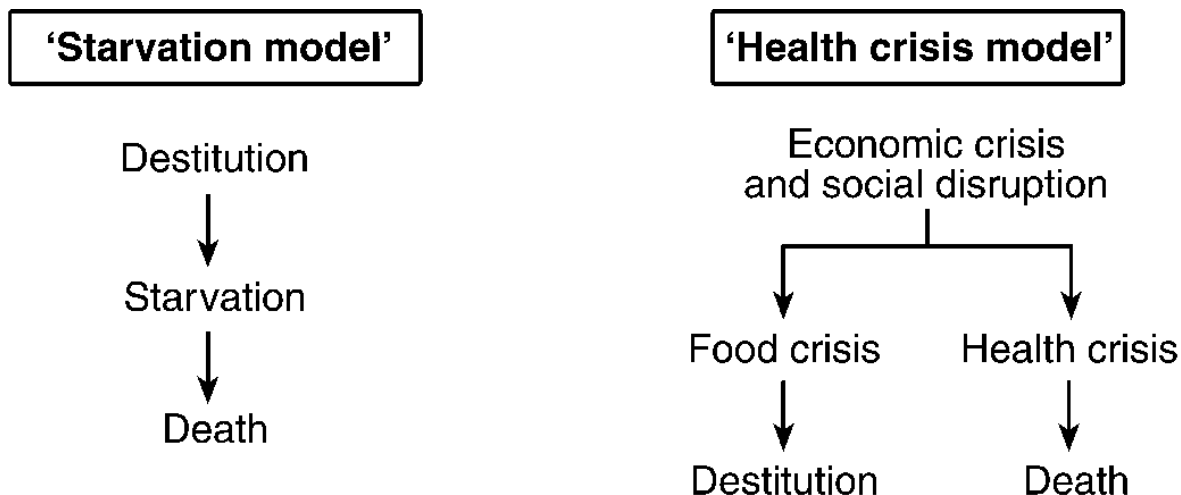 ‘Starvation model’
Destitution
Starvation
Death
‘Health crisis model’
Economic crisis
and social disruption
Food crisis
Health crisis
Destitution
Death